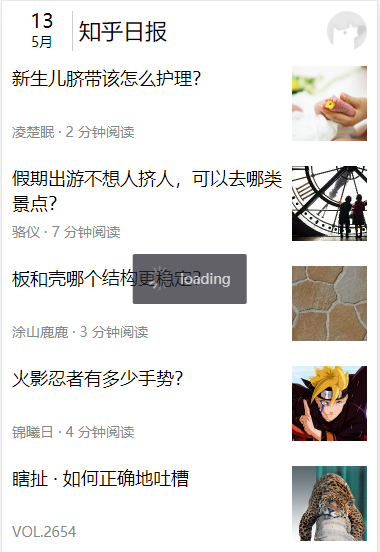 13
5月
知乎日报
新生儿脐带该怎么护理？
凌楚眠 · 2 分钟阅读
假期出游不想人挤人，可以去哪类
景点？
骆仪 · 7 分钟阅读
板和壳哪个结构更稳定？
loading
涂山鹿鹿 · 3 分钟阅读
火影忍者有多少手势？
锦曦日 · 4 分钟阅读
瞎扯 · 如何正确地吐槽
VOL.2654